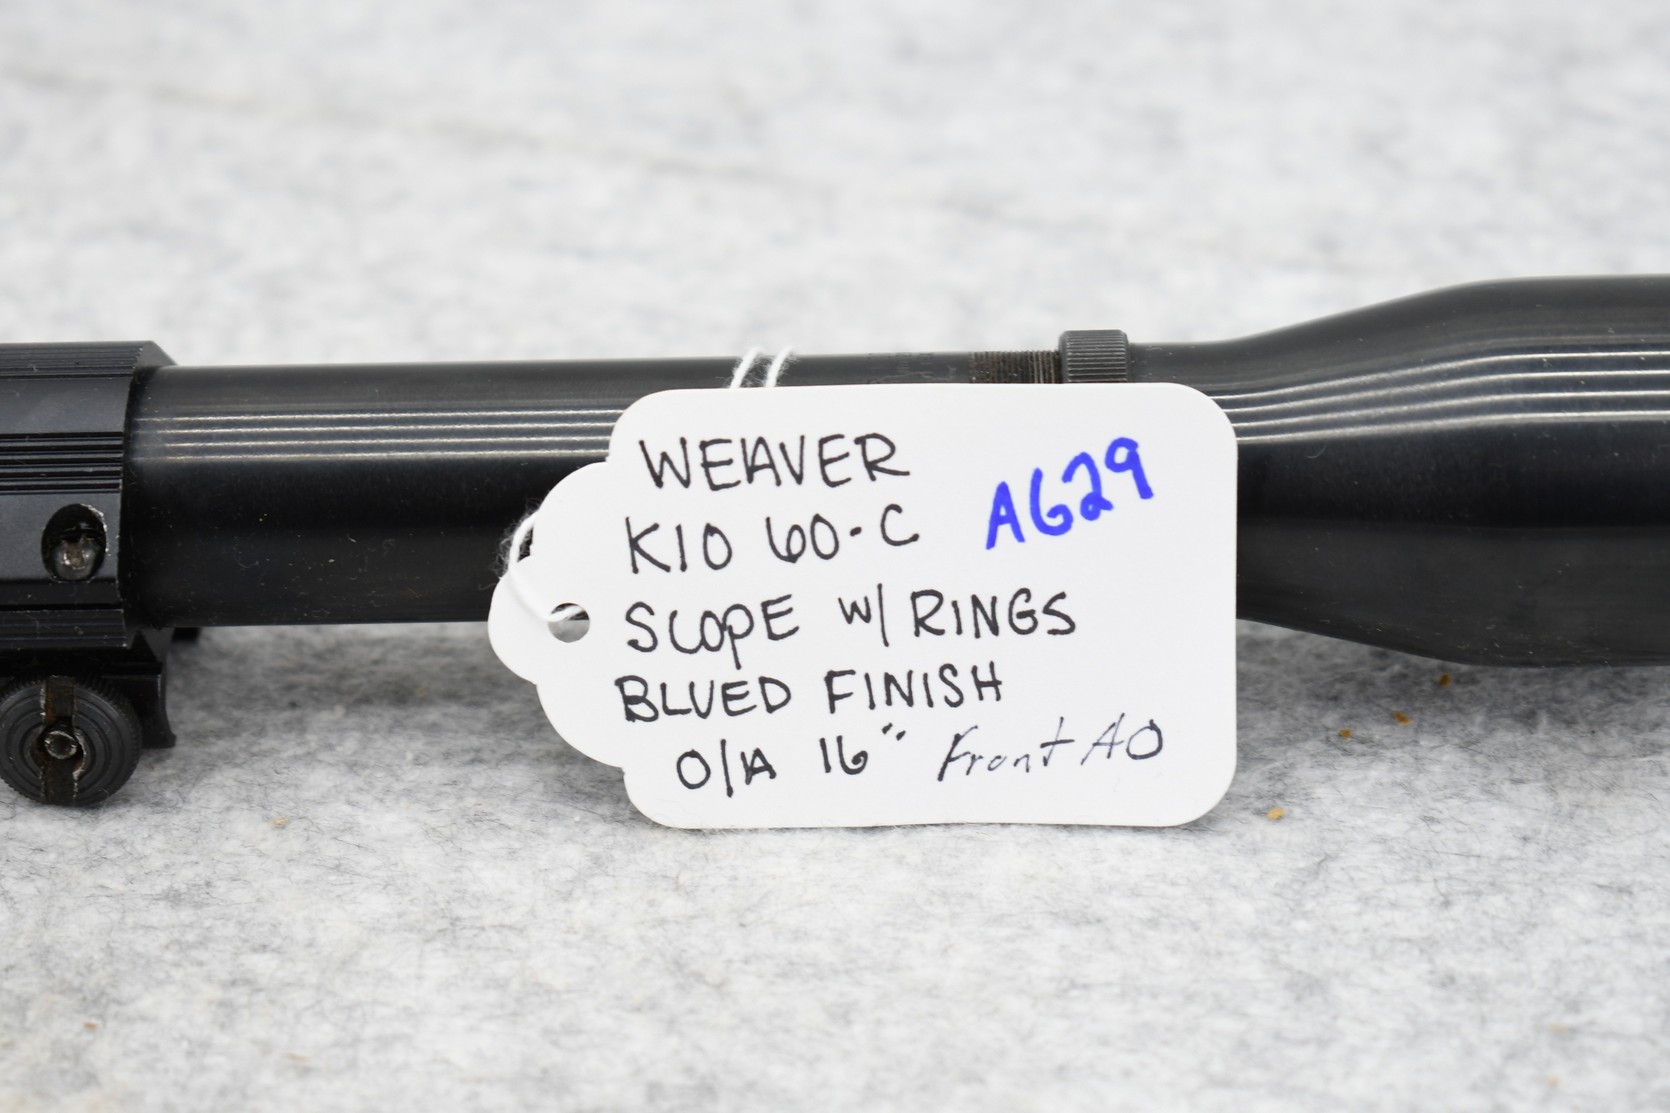 WEAVER
K10 60-C A629
SCOPE W/ RINGS
BLUED FINISH
O/A 16" Front AO